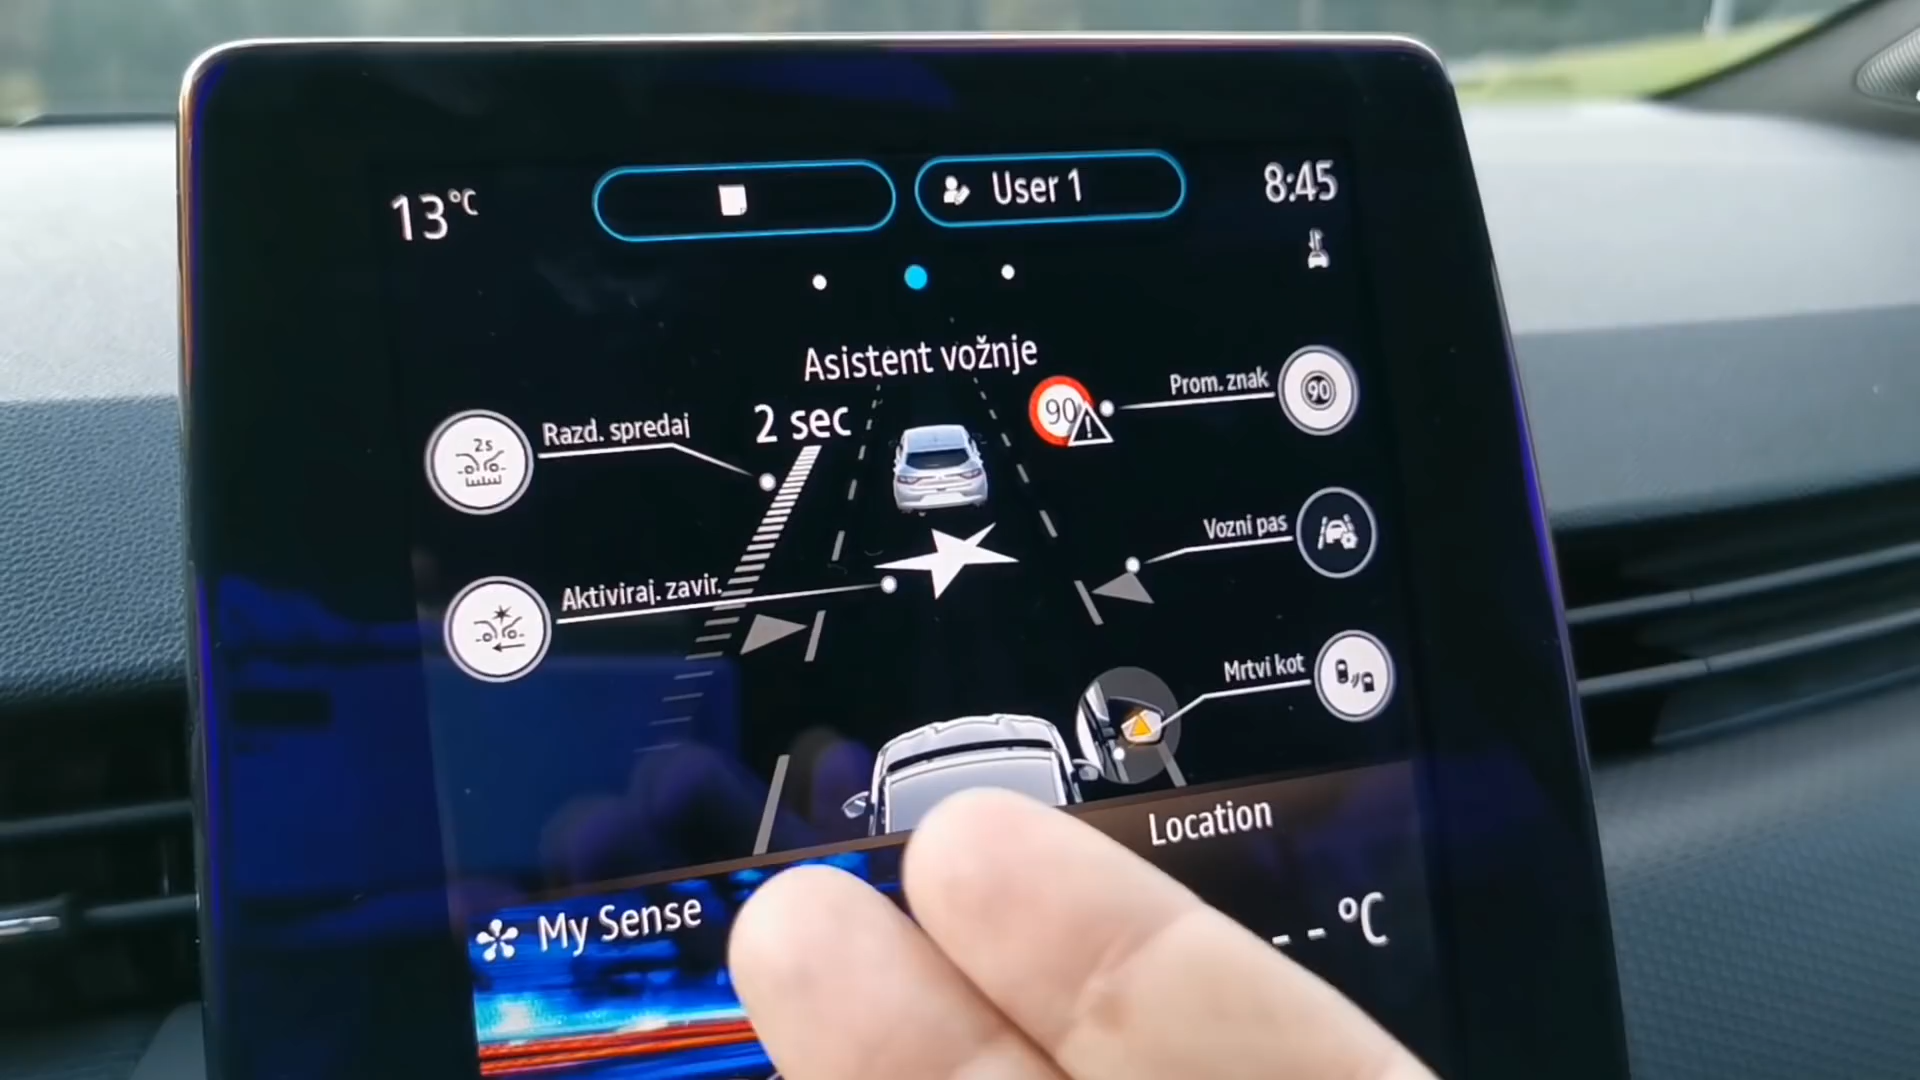 13°C
User 1
8:45
Asistent vožnje
2s
Razd. spredaj
2 sec
90
Prom. znak
90
Vozni pas
Aktiviraj. zavir.
Mrtvi kot
Location
My Sense
- - °C